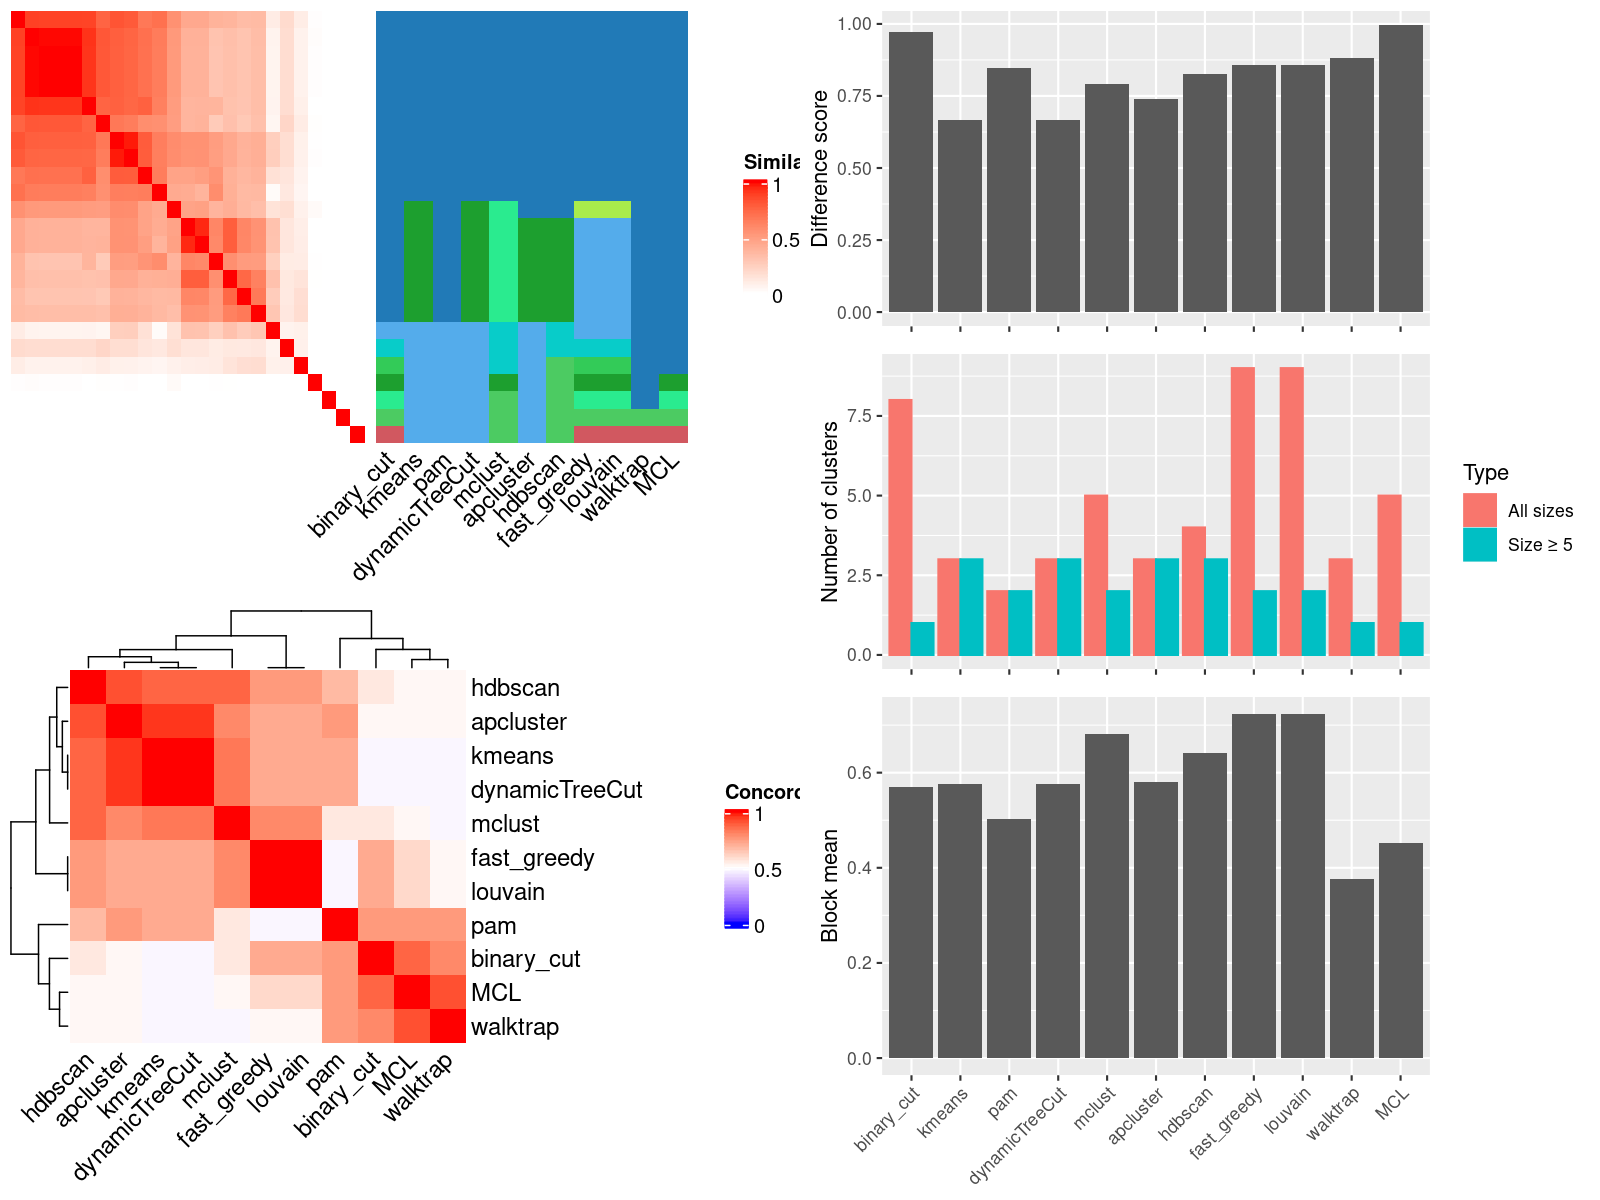 Simila
1
0.5
0
binary_cut
kmeans
pam
dynamicTreeCut
mclust
apcluster
hdbscan
fast_greedy
louvain
walktrap
MCL
hdbscan
apcluster
kmeans
dynamicTreeCut
mclust
fast_greedy
louvain
pam
binary_cut
MCL
walktrap
Concord
1
0.5
0
hdbscan
apcluster
kmeans
dynamicTreeCut
mclust
fast_greedy
louvain
pam
binary_cut
MCL
walktrap
Difference score
1.00
0.75
0.50
0.25
0.00
Number of clusters
7.5
5.0
2.5
0.0
Type
All sizes
Size ≥ 5
Block mean
0.6
0.4
0.2
0.0
binary_cut
kmeans
pam
dynamicTreeCut
mclust
apcluster
hdbscan
fast_greedy
louvain
walktrap
MCL